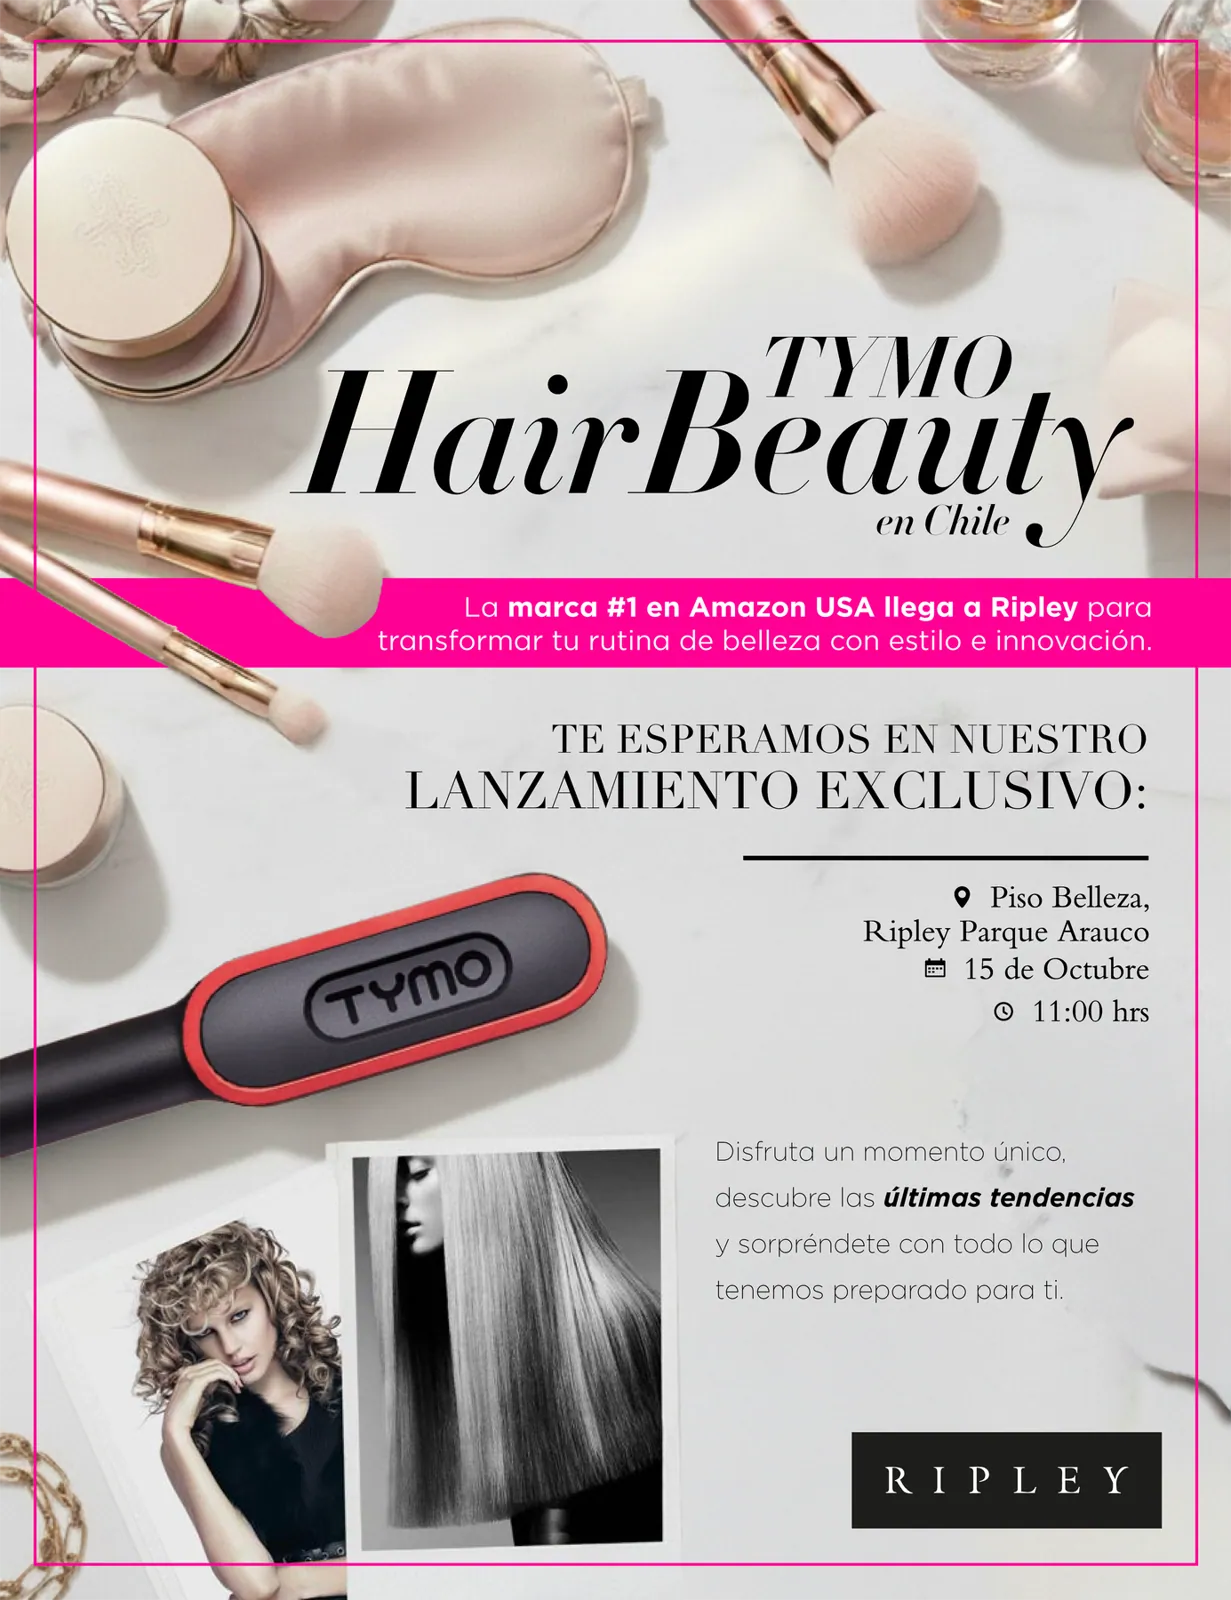 TYMO
HairBeauty
en Chile
La marca #1 en Amazon USA llega a Ripley para
transformar tu rutina de belleza con estilo e innovación.
TE ESPERAMOS EN NUESTRO
LANZAMIENTO EXCLUSIVO:
Piso Belleza,
Ripley Parque Arauco
15 de Octubre
11:00 hrs
TYMO
Disfruta un momento único,
descubre las últimas tendencias
y sorpréndete con todo lo que
tenemos preparado para ti.
RIPLEY